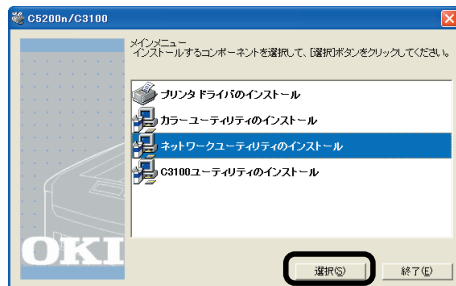 C5200n/C3100
メインメニュー
インストールするコンポーネントを選択して、[選択]ボタンをクリックしてください。
プリンタドライバのインストール
カラーユーティリティのインストール
ネットワークユーティリティのインストール
C3100ユーティリティのインストール
OKI
選択(S)
終了(E)